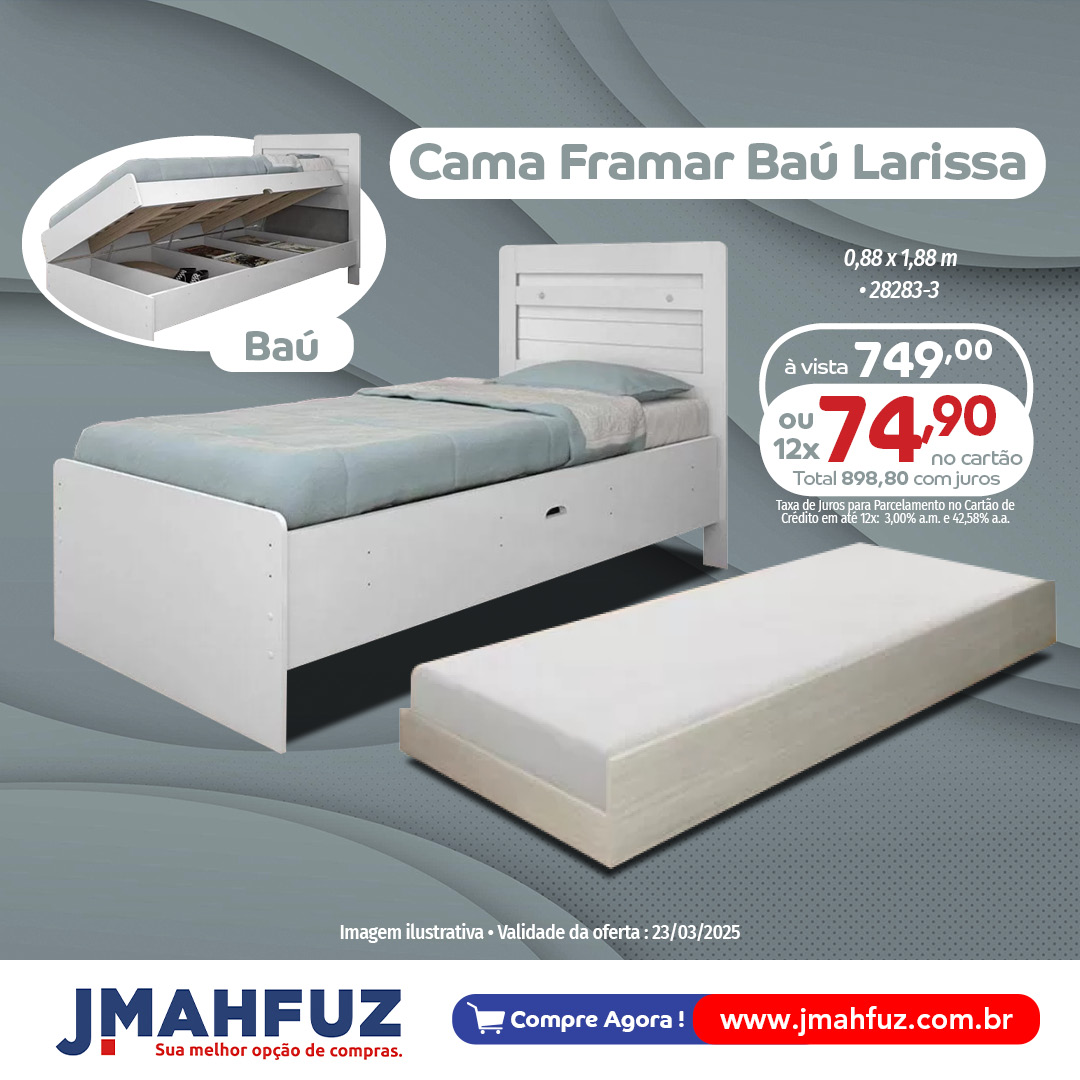 Cama Framar Baú Larissa
Baú
0,88 x 1,88 m
• 28283-3
à vista 749,00
ou 12x 74,90 no cartão
Total 898,80 com juros
Taxa de Juros para Parcelamento no Cartão de
Crédito em até 12x: 3,00% a.m. e 42,58% a.a.
Imagem ilustrativa • Validade da oferta : 23/03/2025
JMAHFUZ
Sua melhor opção de compras.
Compre Agora !
www.jmahfuz.com.br